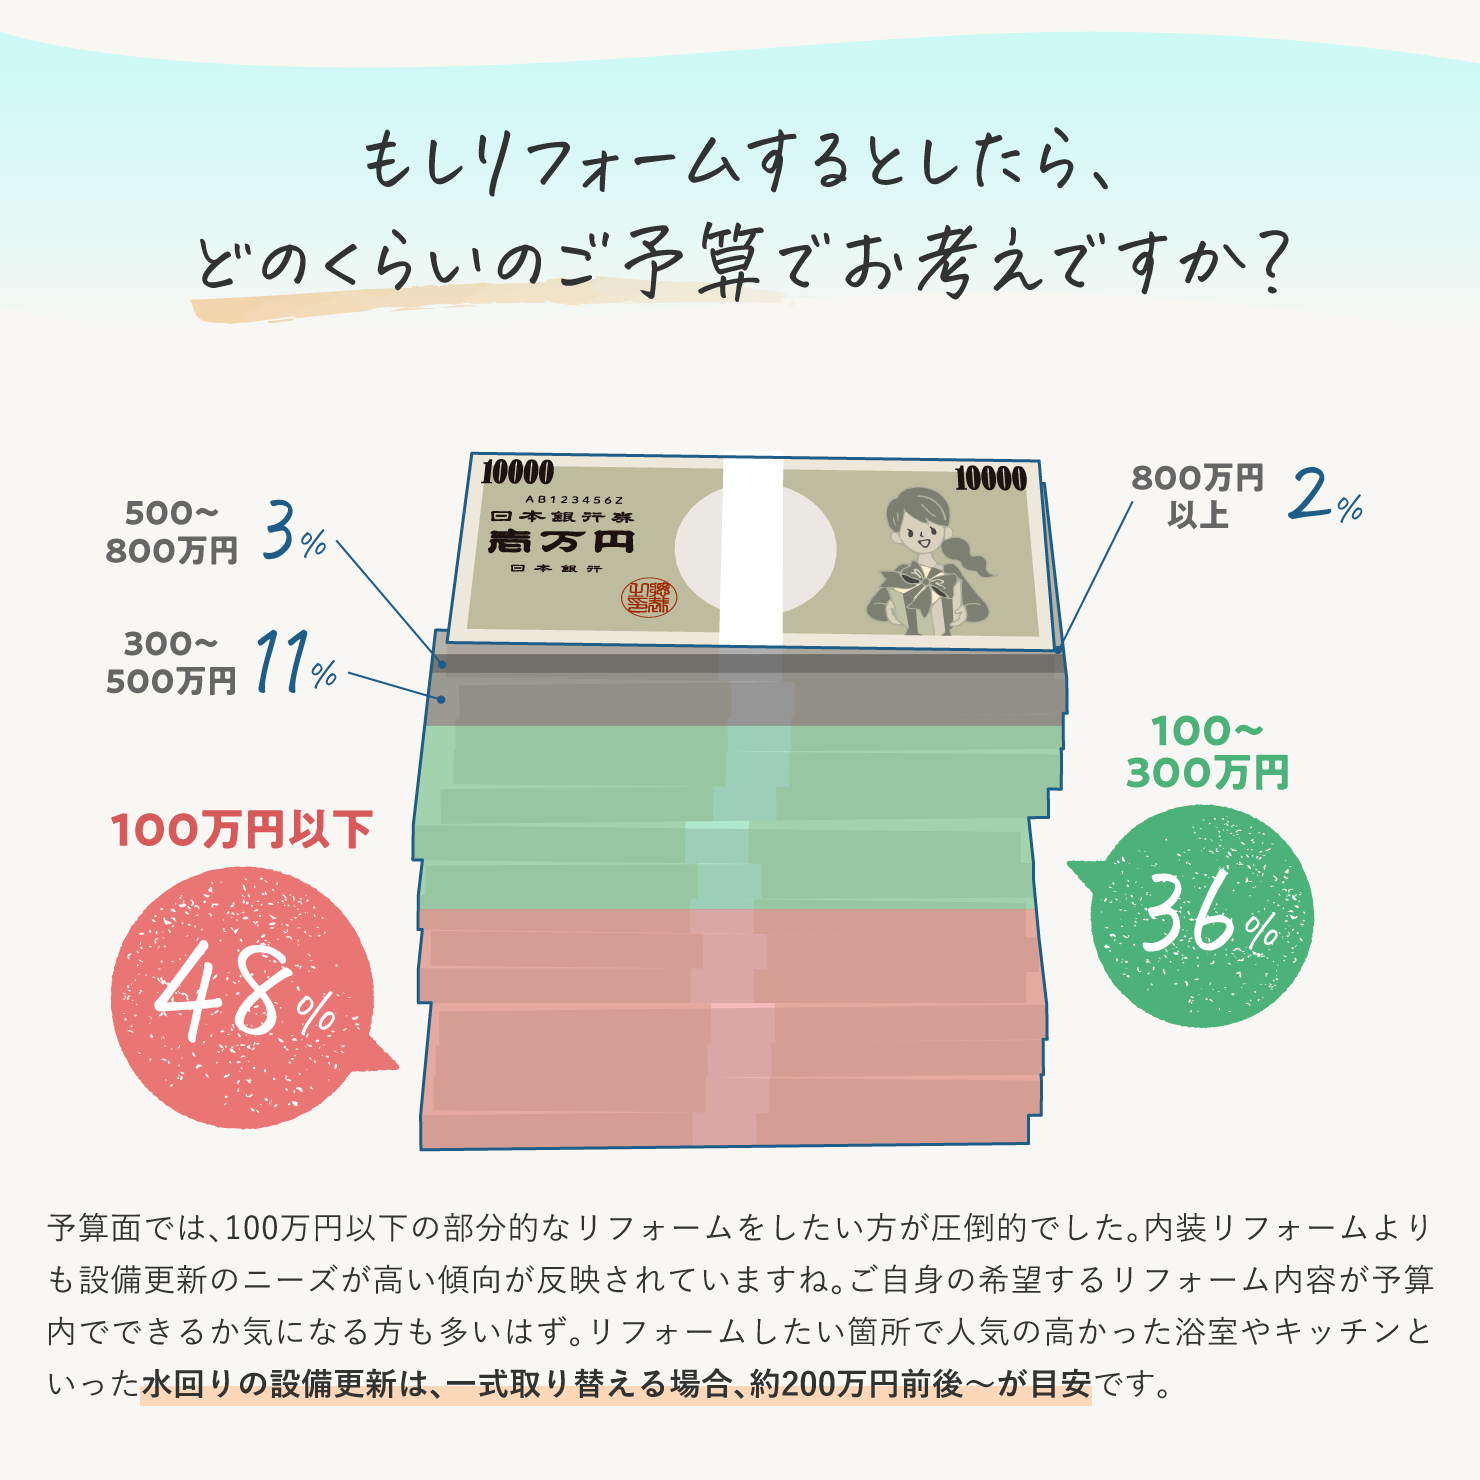 もしリフォームするとしたら、
どのくらいのご予算でお考えですか？
10000
10000
AB123456Z
日本銀行券
壱万円
日本銀行
500〜
800万円
3%
300〜
500万円
11%
800万円
以上
2%
100〜
300万円
36%
100万円以下
48%
予算面では、100万円以下の部分的なリフォームをしたい方が圧倒的でした。内装リフォームより
も設備更新のニーズが高い傾向が反映されていますね。ご自身の希望するリフォーム内容が予算
内でできるか気になる方も多いはず。リフォームしたい箇所で人気の高かった浴室やキッチンと
いった水回りの設備更新は、一式取り替える場合、約200万円前後〜が目安です。